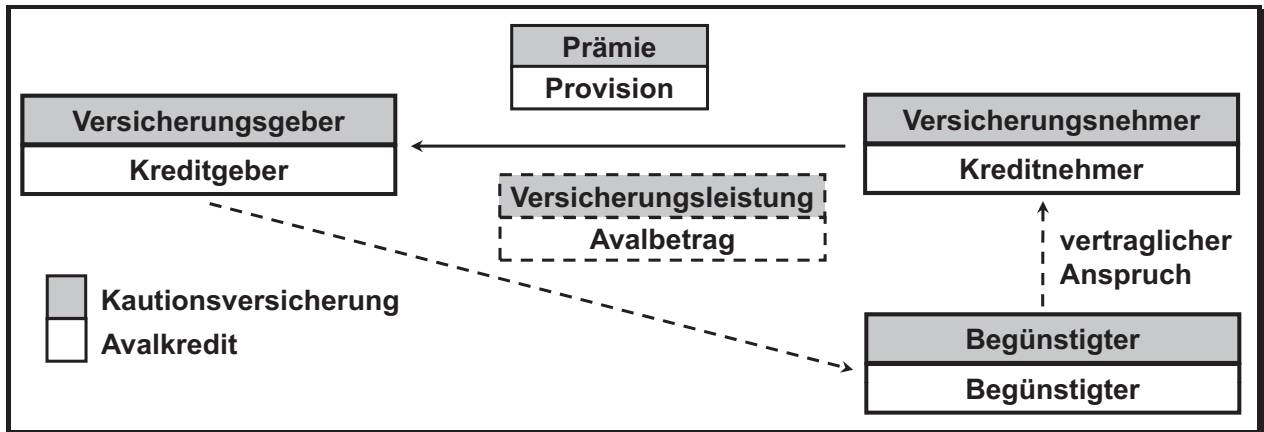 Prämie
Provision
Versicherungsgeber
Kreditgeber
Versicherungsnehmer
Kreditnehmer
Versicherungsleistung
Avalbetrag
vertraglicher
Anspruch
Kautionsversicherung
Avalkredit
Begünstigter
Begünstigter